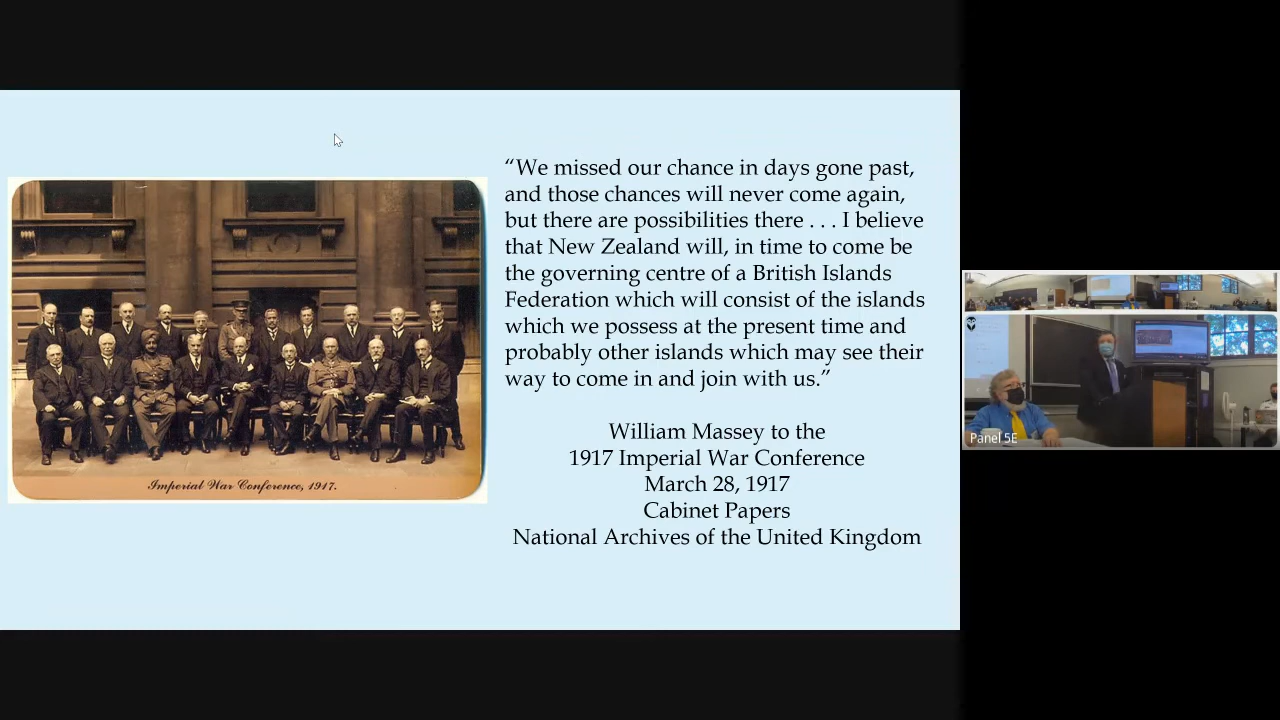 “We missed our chance in days gone past,
and those chances will never come again,
but there are possibilities there . . . I believe
that New Zealand will, in time to come be
the governing centre of a British Islands
Federation which will consist of the islands
which we possess at the present time and
probably other islands which may see their
way to come in and join with us.”
William Massey to the
1917 Imperial War Conference
March 28, 1917
Cabinet Papers
National Archives of the United Kingdom
Imperial War Conference, 1917.
Panel 5E